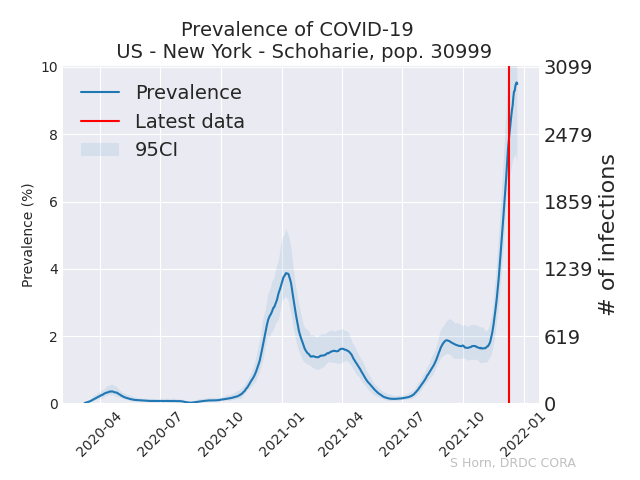 Prevalence of COVID-19
US - New York - Schoharie, pop. 30999
10
8
6
4
2
0
Prevalence (%)
Prevalence
Latest data
95CI
3099
2479
1859
1239
619
0
# of infections
2020-04
2020-07
2020-10
2021-01
2021-04
2021-07
2021-10
2022-01
S Horn, DRDC CORA